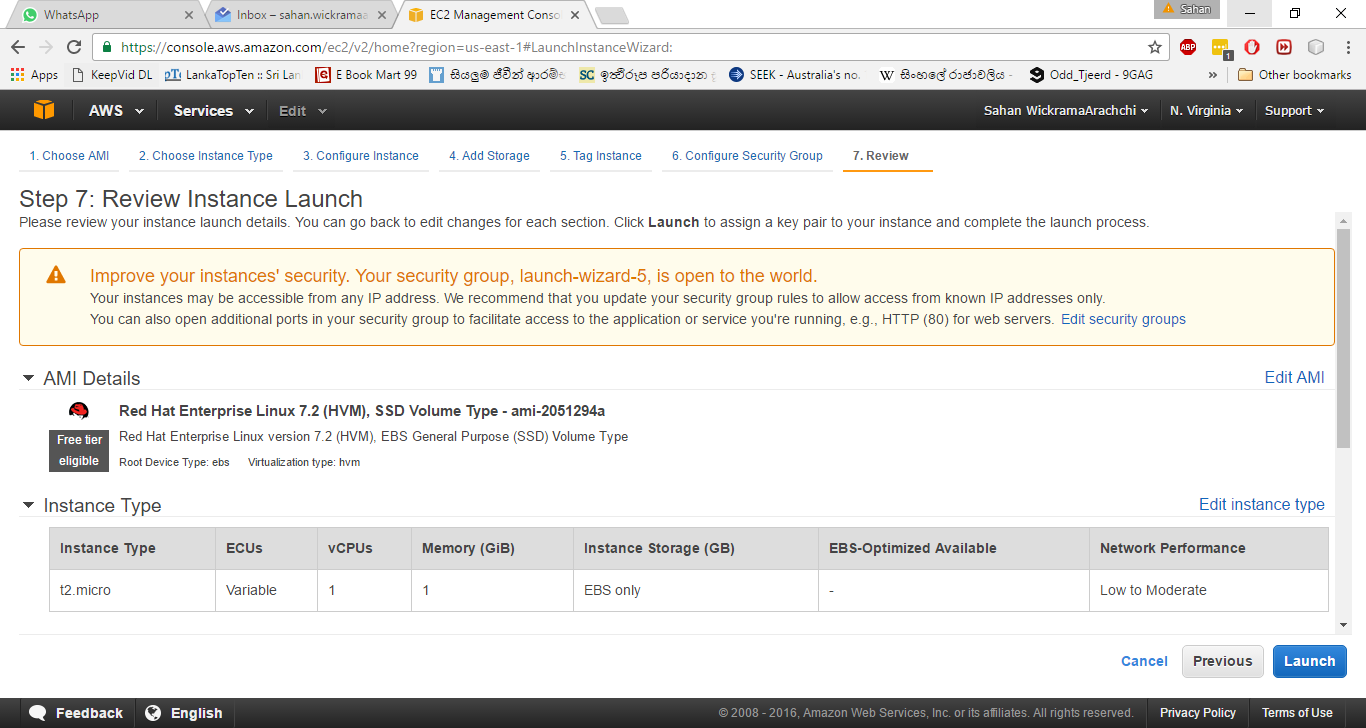 WhatsApp
Inbox – sahan.wickramaa
EC2 Management Conso
Sahan
https://console.aws.amazon.com/ec2/v2/home?region=us-east-1#LaunchInstanceWizard:
ABP
1
Apps KeepVid DL LankaTopTen :: Sri Lan E Book Mart 99 සියලුම ජීවීන් ආරම්භ SC ඉතිරිරූප පරියාදාන SEEK - Australia's no. W සිංහලේ රාජාවලිය - Odd_Tjeerd - 9GAG » Other bookmarks
AWS Services Edit Sahan WickramaArachchi N. Virginia Support
1. Choose AMI 2. Choose Instance Type 3. Configure Instance 4. Add Storage 5. Tag Instance 6. Configure Security Group 7. Review
Step 7: Review Instance Launch
Please review your instance launch details. You can go back to edit changes for each section. Click Launch to assign a key pair to your instance and complete the launch process.
Improve your instances' security. Your security group, launch-wizard-5, is open to the world.
Your instances may be accessible from any IP address. We recommend that you update your security group rules to allow access from known IP addresses only.
You can also open additional ports in your security group to facilitate access to the application or service you're running, e.g., HTTP (80) for web servers. Edit security groups
AMI Details Edit AMI
Red Hat Enterprise Linux 7.2 (HVM), SSD Volume Type - ami-2051294a
Free tier eligible
Red Hat Enterprise Linux version 7.2 (HVM), EBS General Purpose (SSD) Volume Type
Root Device Type: ebs Virtualization type: hvm
Instance Type Edit instance type
Instance Type ECUs vCPUs Memory (GiB) Instance Storage (GB) EBS-Optimized Available Network Performance
t2.micro Variable 1 1 EBS only - Low to Moderate
Cancel Previous Launch
Feedback English © 2008 - 2016, Amazon Web Services, Inc. or its affiliates. All rights reserved. Privacy Policy Terms of Use